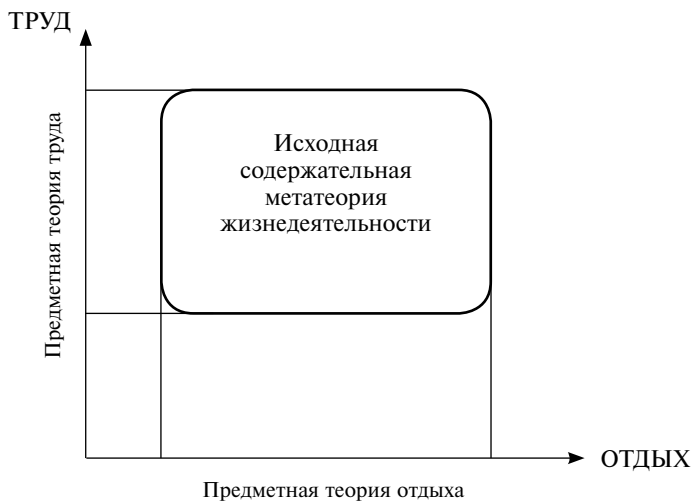 ТРУД
Предметная теория труда
Исходная
содержательная
метатеория
жизнедеятельности
ОТДЫХ
Предметная теория отдыха